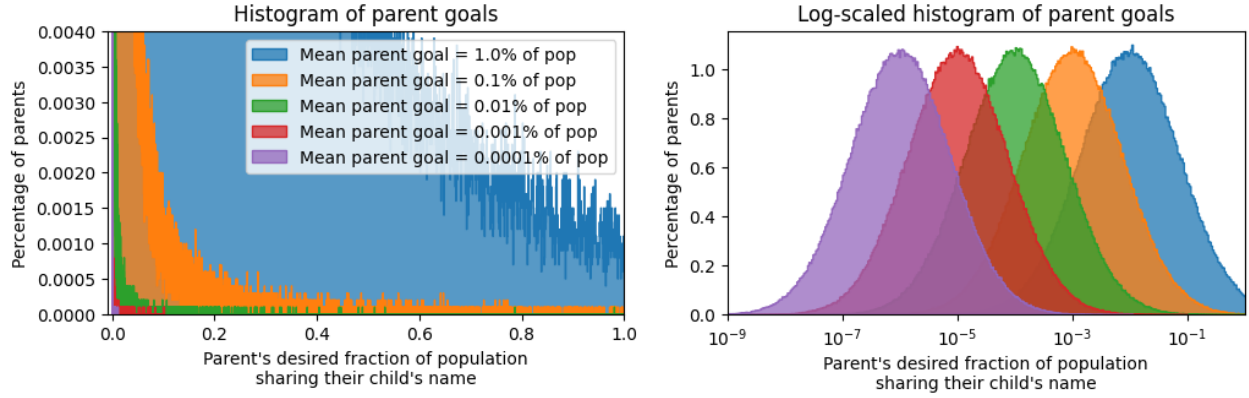 Histogram of parent goals
0.0040
0.0035
0.0030
0.0025
0.0020
0.0015
0.0010
0.0005
0.0000
Percentage of parents
Mean parent goal = 1.0% of pop
Mean parent goal = 0.1% of pop
Mean parent goal = 0.01% of pop
Mean parent goal = 0.001% of pop
Mean parent goal = 0.0001% of pop
0.0 0.2 0.4 0.6 0.8 1.0
Parent's desired fraction of population
sharing their child's name
Log-scaled histogram of parent goals
1.0
0.8
0.6
0.4
0.2
0.0
Percentage of parents
10⁻⁹ 10⁻⁷ 10⁻⁵ 10⁻³ 10⁻¹
Parent's desired fraction of population
sharing their child's name